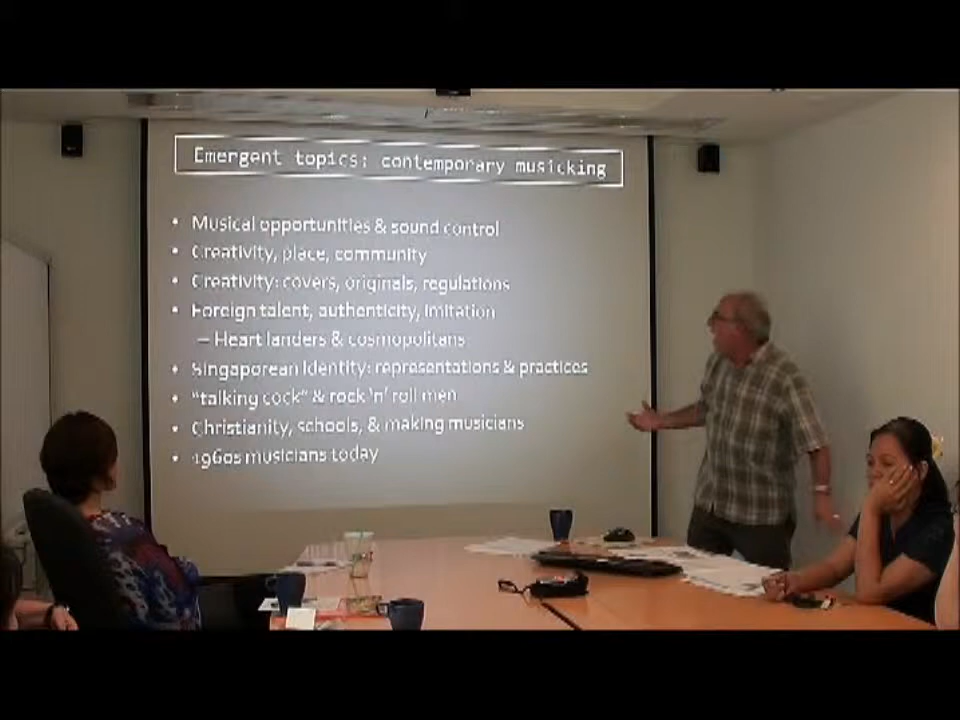 Emergent topics: contemporary musicking
• Musical opportunities & sound control
• Creativity, place, community
• Creativity: covers, originals, regulations
• Foreign talent, authenticity, imitation
– Heart landers & cosmopolitans
• Singaporean Identity: representations & practices
• "talking cock" & rock 'n' roll men
• Christianity, schools, & making musicians
• 1960s musicians today